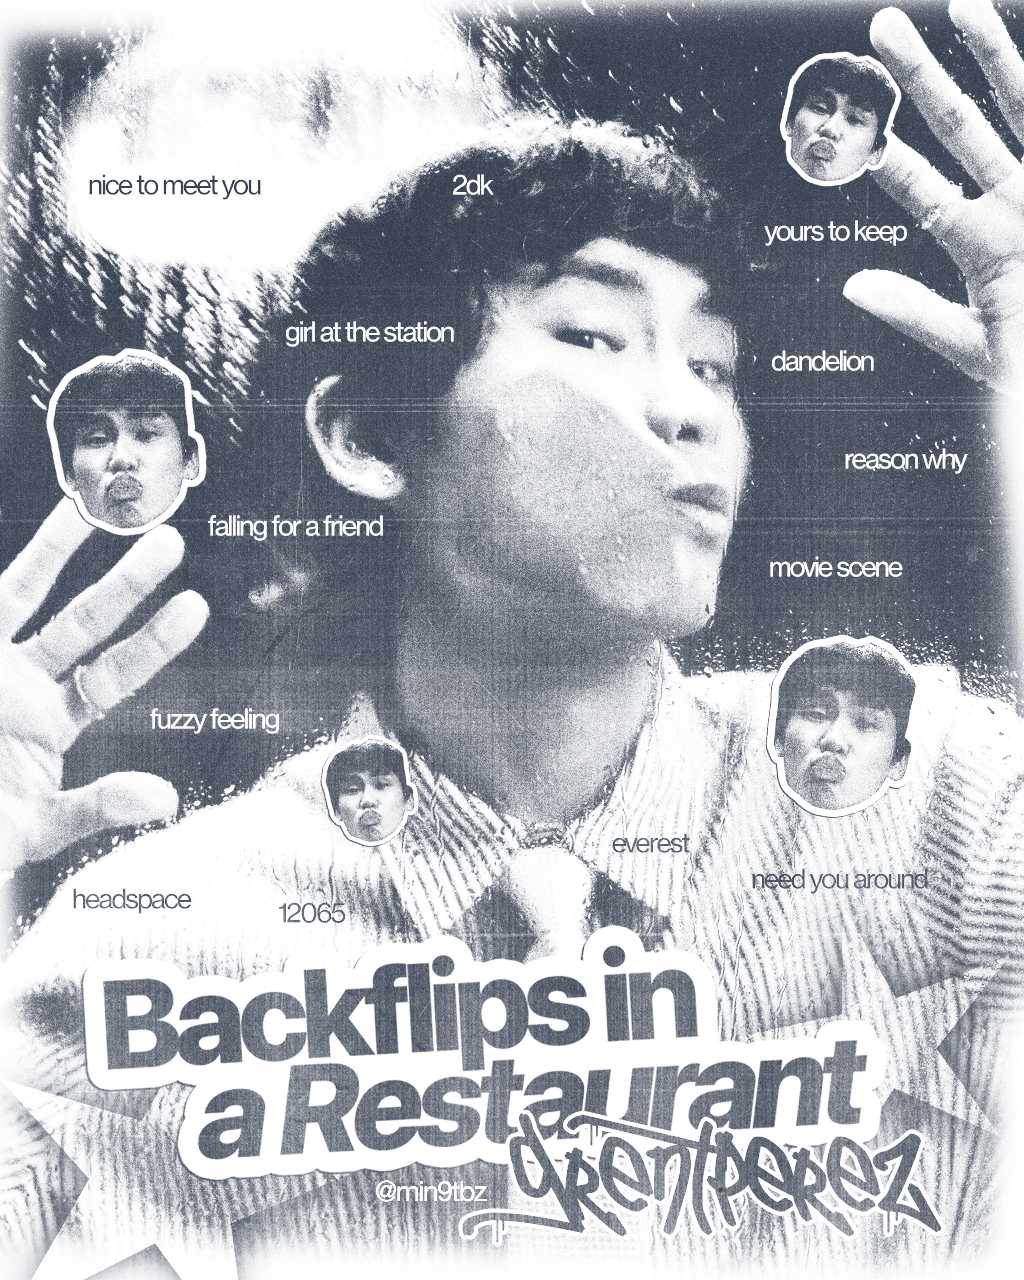 nice to meet you
2dk
yours to keep
girl at the station
dandelion
reason why
falling for a friend
movie scene
fuzzy feeling
everest
need you around
headspace
12065
Backflips in
a Restaurant
grentperez
@min9tbz